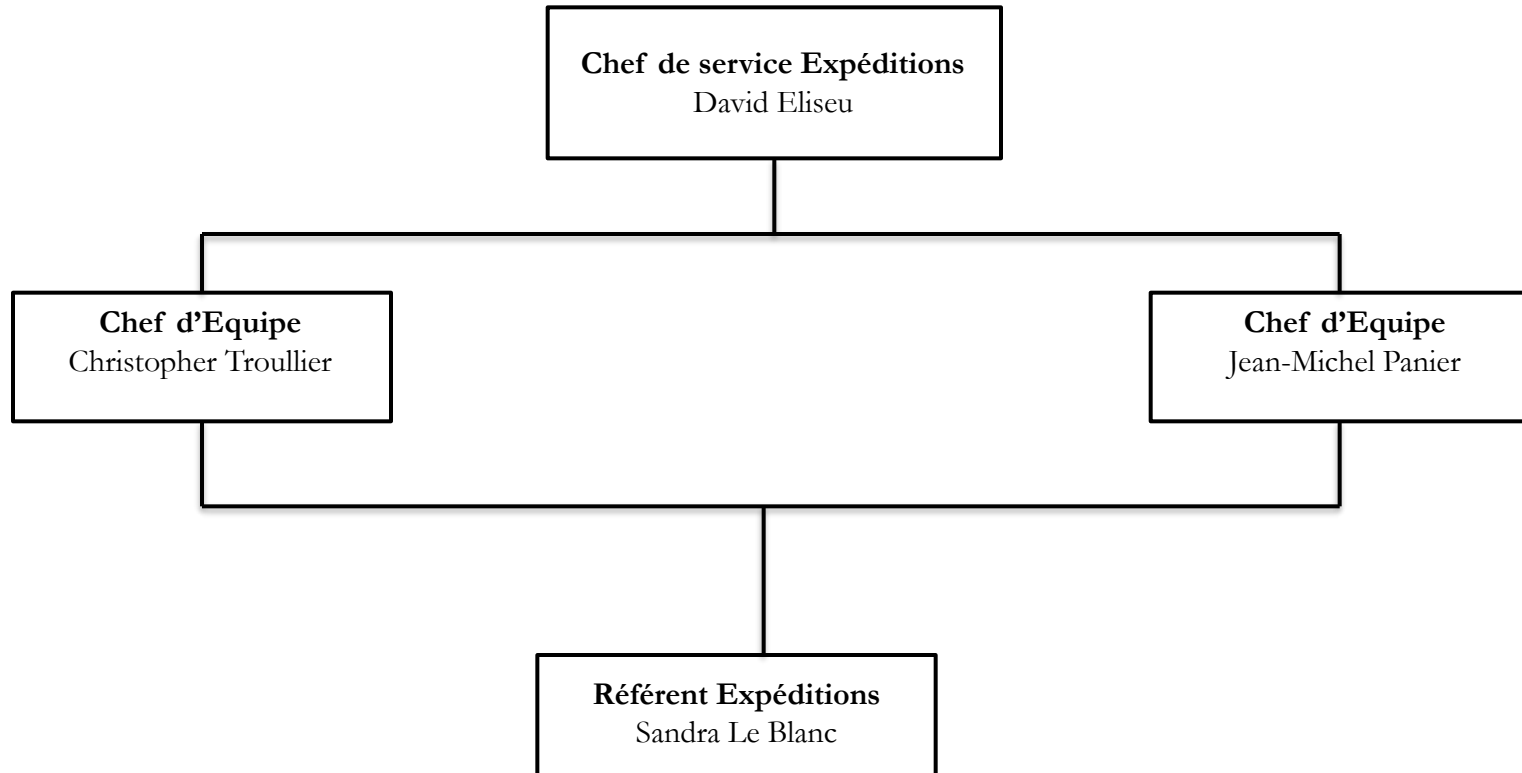 Chef de service Expéditions
David Eliseu
Chef d’Equipe
Christopher Troullier
Chef d’Equipe
Jean-Michel Panier
Référent Expéditions
Sandra Le Blanc